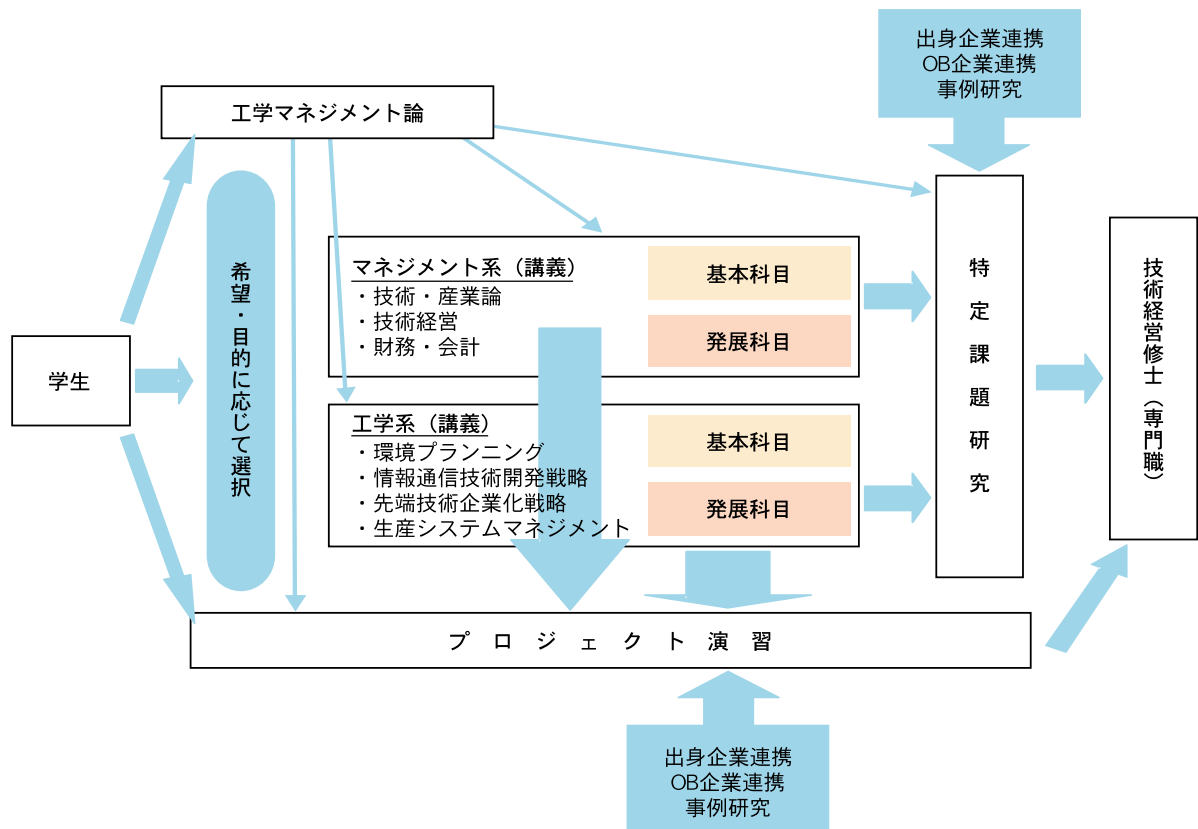 出身企業連携
OB企業連携
事例研究
工学マネジメント論
学生
希望・目的に応じて選択
マネジメント系（講義）
・技術・産業論
・技術経営
・財務・会計
基本科目
発展科目
工学系（講義）
・環境プランニング
・情報通信技術開発戦略
・先端技術企業化戦略
・生産システムマネジメント
基本科目
発展科目
特定課題研究
技術経営修士（専門職）
プロジェクト演習
出身企業連携
OB企業連携
事例研究